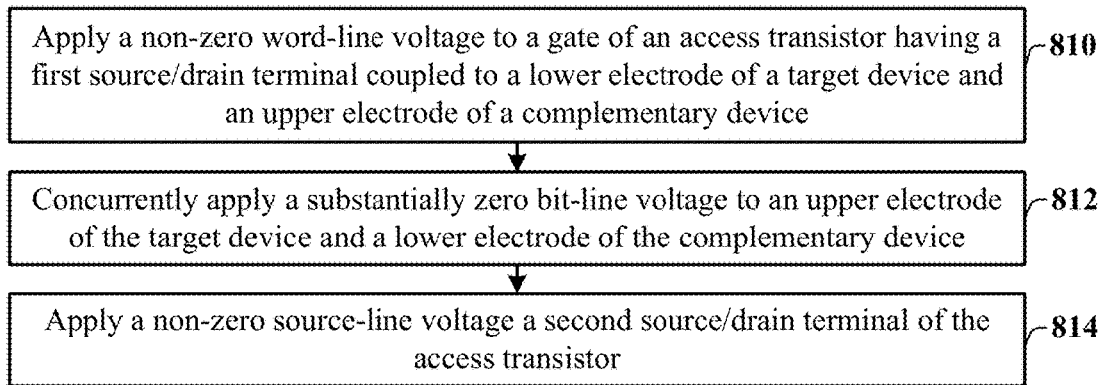 Apply a non-zero word-line voltage to a gate of an access transistor having a
first source/drain terminal coupled to a lower electrode of a target device and
an upper electrode of a complementary device
810
Concurrently apply a substantially zero bit-line voltage to an upper electrode
of the target device and a lower electrode of the complementary device
812
Apply a non-zero source-line voltage a second source/drain terminal of the
access transistor
814